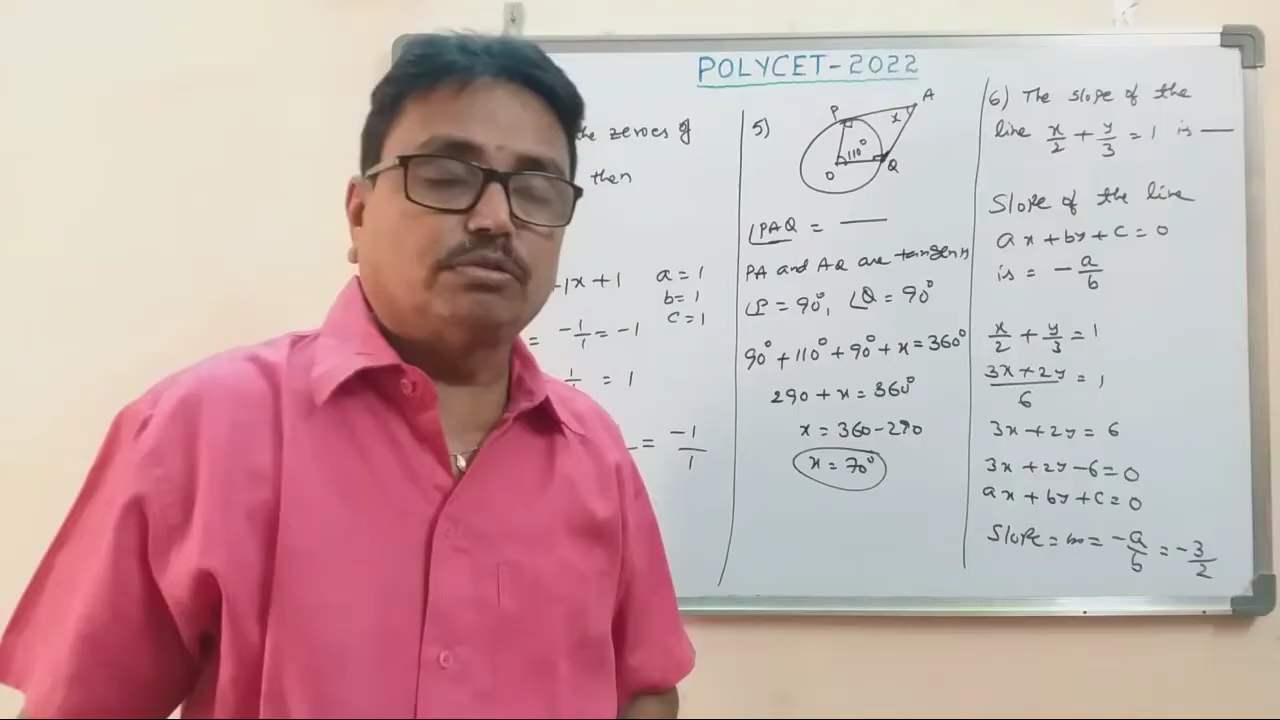 POLYCET-2022
the zeroes of
then
-1x+1 a=1
b=1
c=1
= -1/1 = -1
1/1 = 1
= -1/1
5)
P
A
x
110°
O
Q
∠PAQ = ——
PA and AQ are tangents
∠P = 90°, ∠Q = 90°
90° + 110° + 90° + x = 360°
290 + x = 360°
x = 360-290
x = 70°
6) The slope of the
line x/2 + y/3 = 1 is ——
Slope of the line
ax+by+c=0
is = -a/b
x/2 + y/3 = 1
3x+2y/6 = 1
3x+2y = 6
3x+2y-6=0
ax+by+c=0
Slope = m = -a/b = -3/2